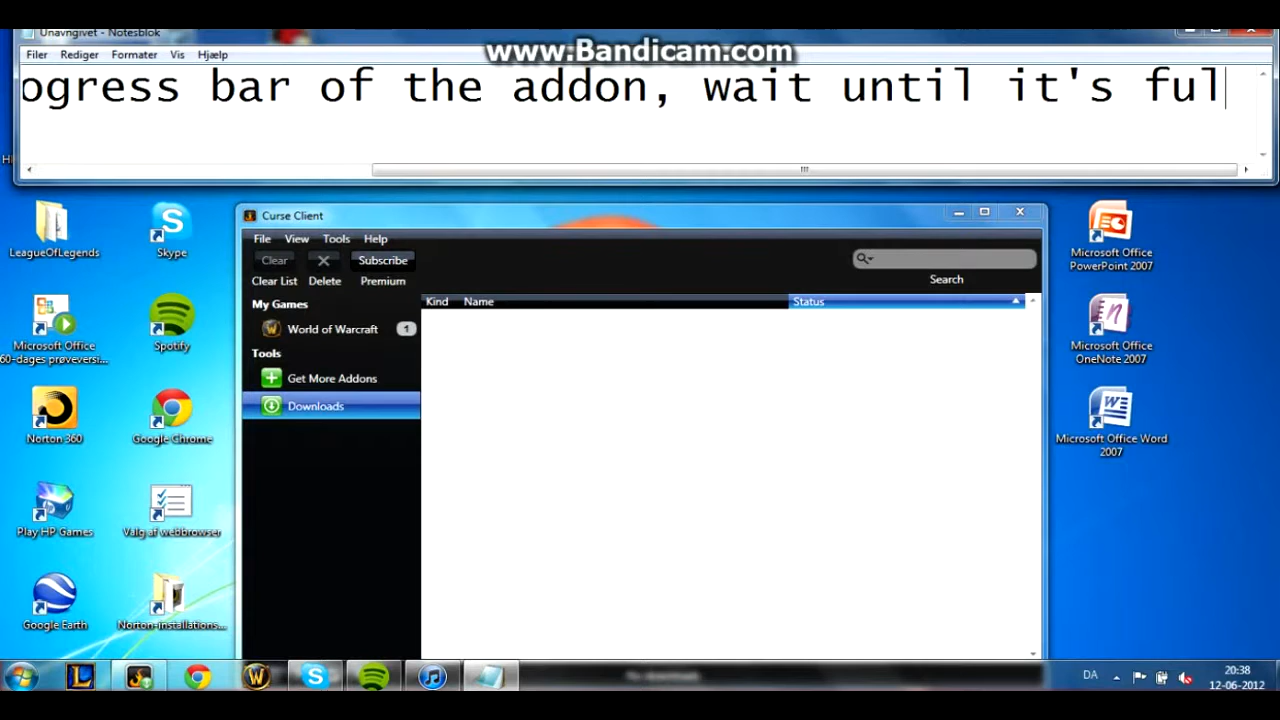 Unavngivet - Notesblok
www.Bandicam.com
Filer Rediger Formater Vis Hjælp
ogress bar of the addon, wait until it's ful
LeagueOfLegends
Skype
Microsoft Office
60-dages prøveversi...
Spotify
Norton 360
Google Chrome
Play HP Games
Valg af webbrowser
Google Earth
Norton-installations...
Curse Client
File View Tools Help
Clear Subscribe
Clear List Delete Premium
Search
My Games
World of Warcraft 1
Tools
Get More Addons
Downloads
Kind Name Status
Microsoft Office
PowerPoint 2007
Microsoft Office
OneNote 2007
Microsoft Office Word
2007
DA
20:38
12-06-2012